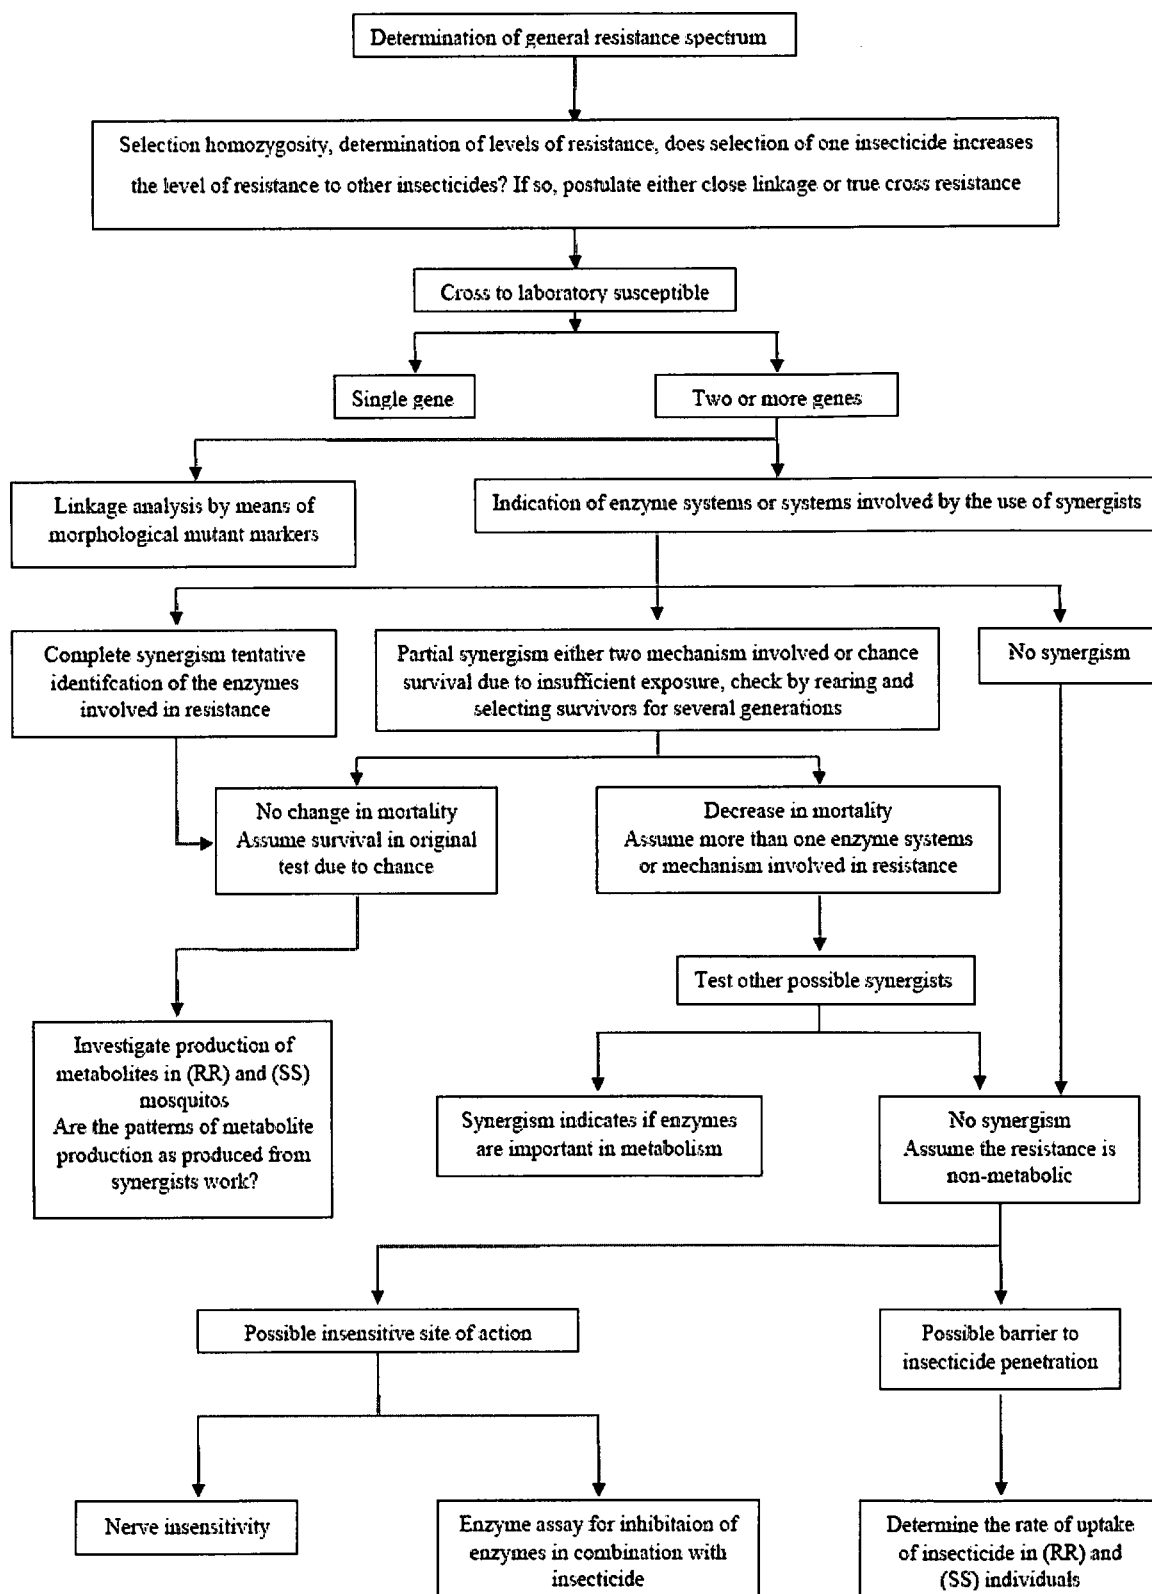 Determination of general resistance spectrum
Selection homozygosity, determination of levels of resistance, does selection of one insecticide increases
the level of resistance to other insecticides? If so, postulate either close linkage or true cross resistance
Cross to laboratory susceptible
Single gene
Two or more genes
Linkage analysis by means of
morphological mutant markers
Indication of enzyme systems or systems involved by the use of synergists
Complete synergism tentative
identifcation of the enzymes
involved in resistance
Partial synergism either two mechanism involved or chance
survival due to insufficient exposure, check by rearing and
selecting survivors for several generations
No synergism
No change in mortality
Assume survival in original
test due to chance
Decrease in mortality
Assume more than one enzyme systems
or mechanism involved in resistance
Test other possible synergists
Investigate production of
metabolites in (RR) and (SS)
mosquitos
Are the patterns of metabolite
production as produced from
synergists work?
Synergism indicates if enzymes
are important in metabolism
No synergism
Assume the resistance is
non-metabolic
Possible insensitive site of action
Possible barrier to
insecticide penetration
Nerve insensitivity
Enzyme assay for inhibitaion of
enzymes in combination with
insecticide
Determine the rate of uptake
of insecticide in (RR) and
(SS) individuals